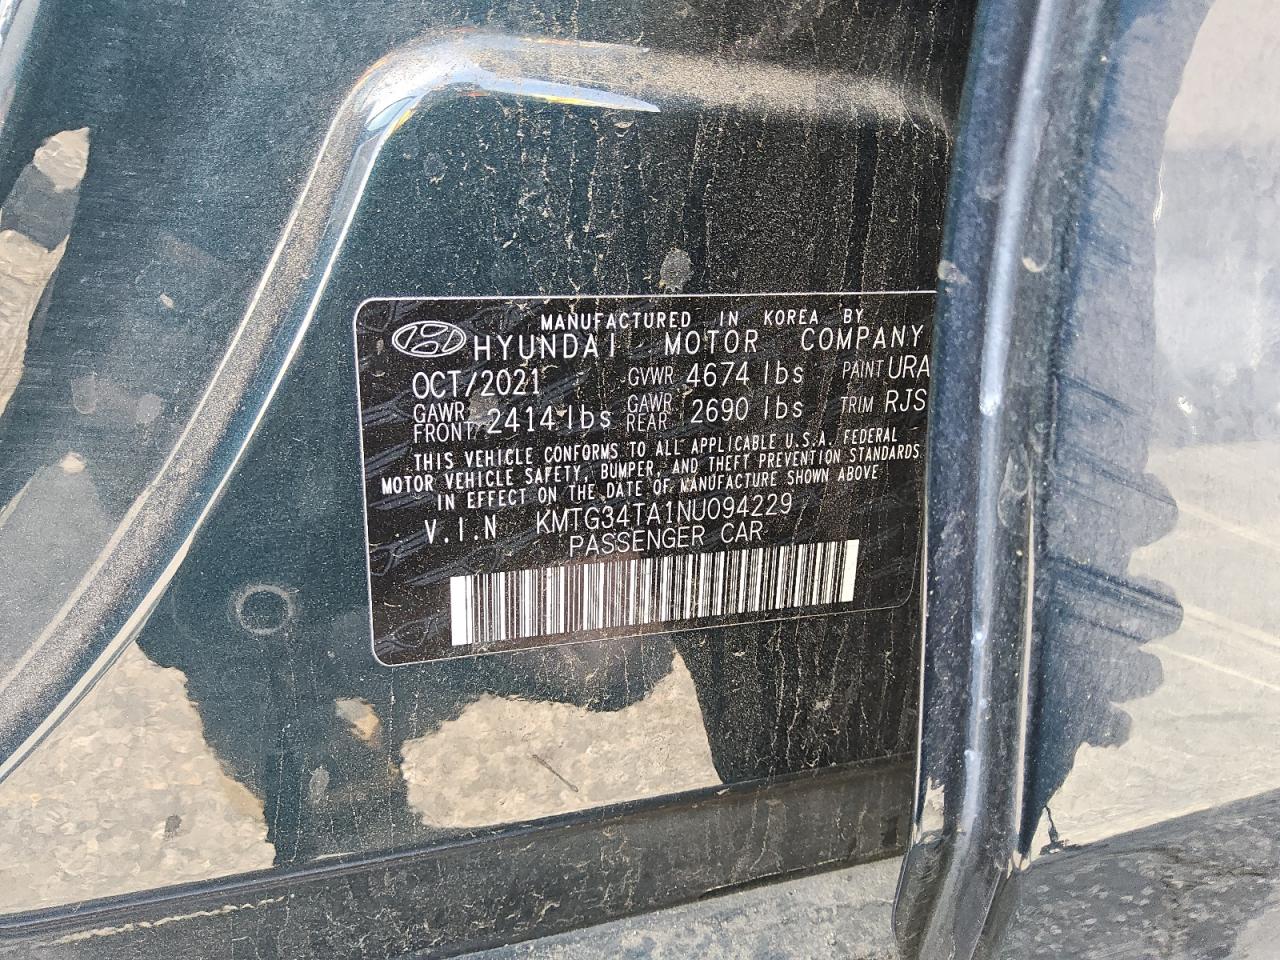 MANUFACTURED IN KOREA BY
HYUNDAI MOTOR COMPANY
OCT/2021 GVWR 4674 lbs PAINT URA
GAWR FRONT 2414 lbs GAWR REAR 2690 lbs TRIM RJS
THIS VEHICLE CONFORMS TO ALL APPLICABLE U.S.A. FEDERAL
MOTOR VEHICLE SAFETY, BUMPER, AND THEFT PREVENTION STANDARDS
IN EFFECT ON THE DATE OF MANUFACTURE SHOWN ABOVE
V.I.N KMTG34TA1NU094229
PASSENGER CAR